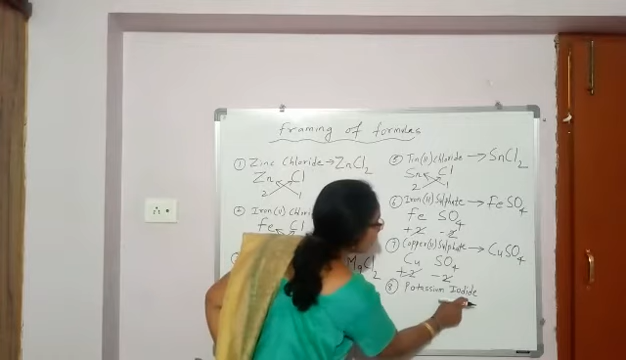 Framing of formulas
① Zinc Chloride → ZnCl₂
Zn Cl
2 1
② Iron (II) Chlori
Fe Cl
MgCl₂
⑤ Tin(II) Chloride → SnCl₂
Sn Cl
2 1
⑥ Iron(II) Sulphate → FeSO₄
Fe SO₄
+2 -2
⑦ Copper(II) Sulphate → CuSO₄
Cu SO₄
+2 -2
⑧ Potassium Iodide